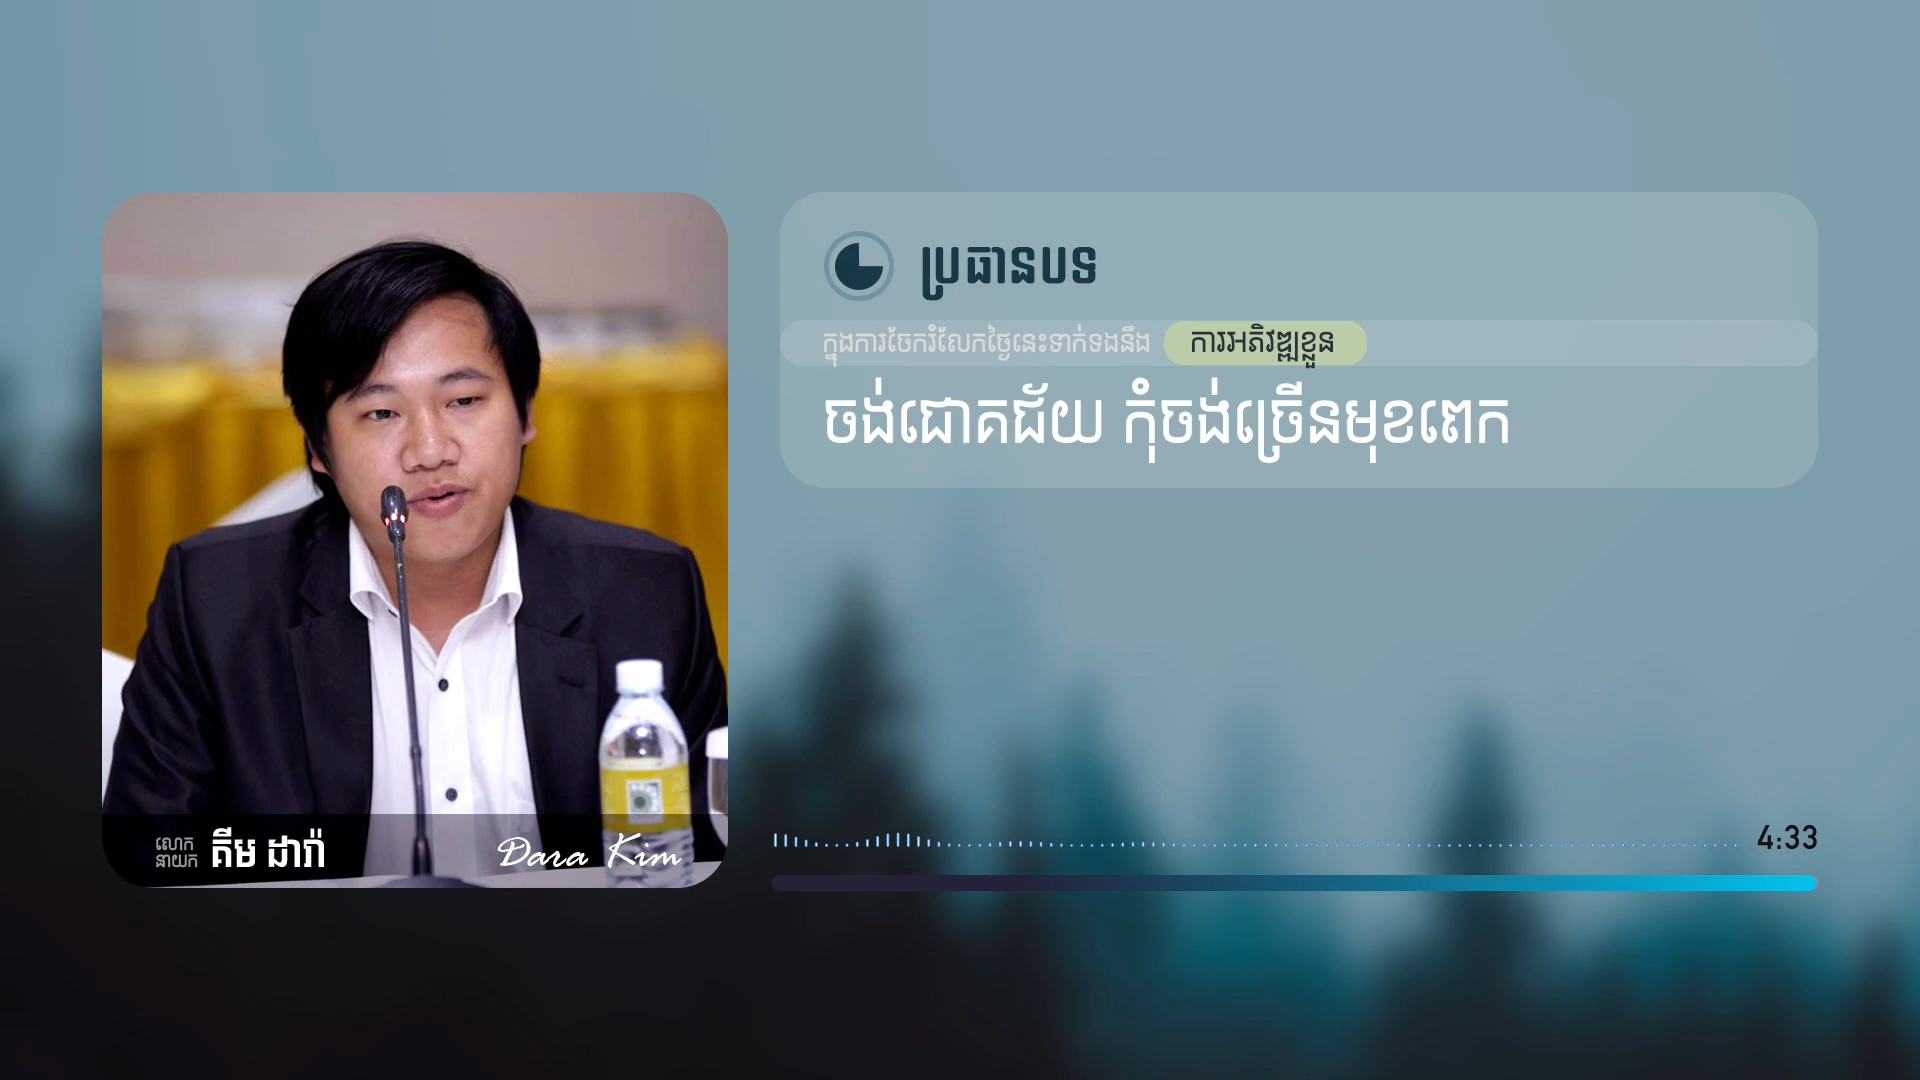 ប្រធានបទ
ក្នុងការចែករំលែកថ្ងៃនេះទាក់ទងនឹង ការអភិវឌ្ឍខ្លួន
ចង់ជោគជ័យ កុំចង់ច្រើនមុខពេក
លោក
នាយក
គីម ដារ៉ា
Dara Kim
4:33